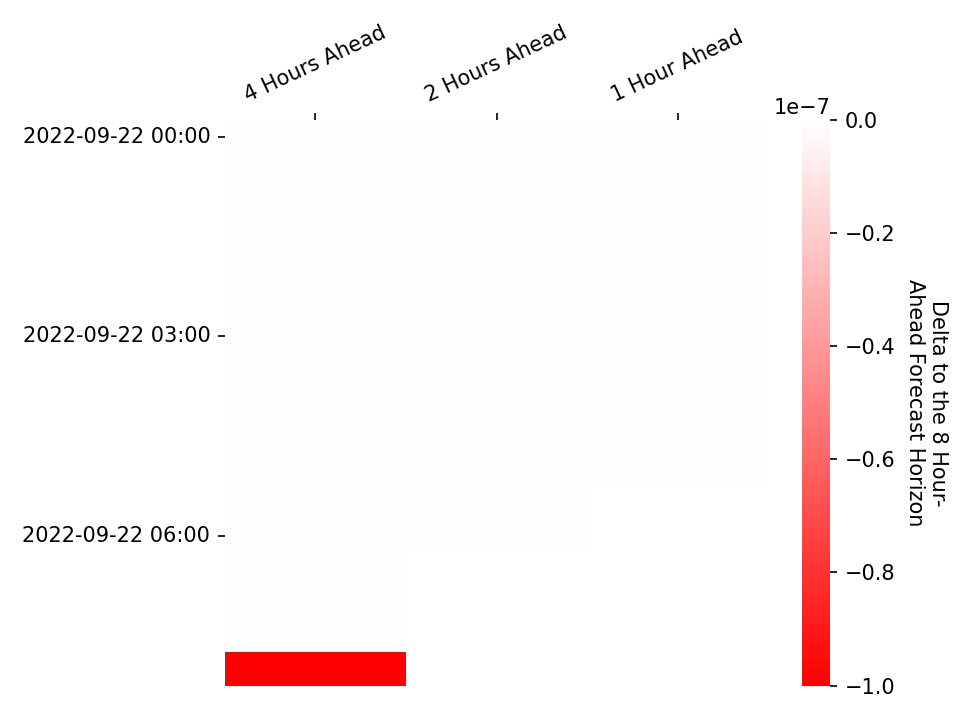 4 Hours Ahead
2 Hours Ahead
1 Hour Ahead
1e−7
2022-09-22 00:00
2022-09-22 03:00
2022-09-22 06:00
0.0
−0.2
−0.4
−0.6
−0.8
−1.0
Delta to the 8 Hour-
Ahead Forecast Horizon